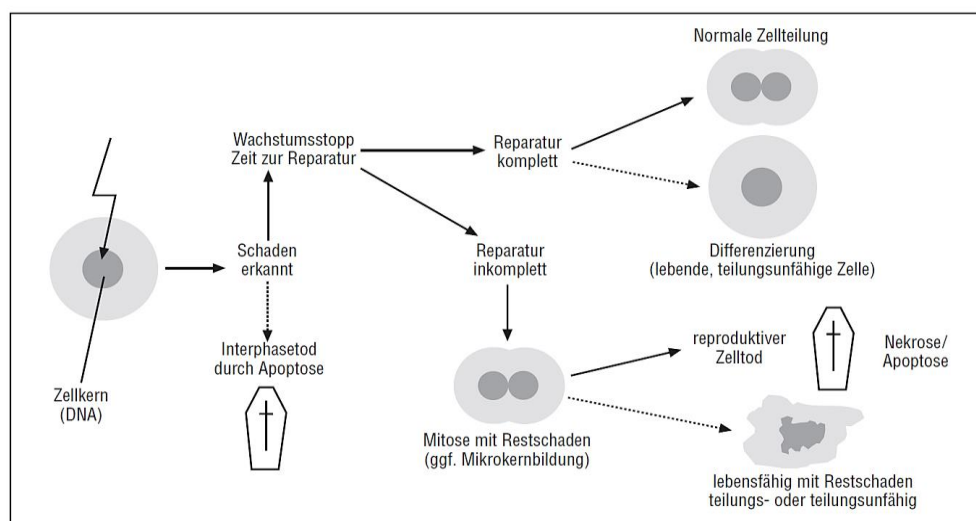 Normale Zellteilung
Wachstumsstopp
Zeit zur Reparatur
Reparatur
komplett
Schaden
erkannt
Reparatur
inkomplett
Differenzierung
(lebende, teilungsunfähige Zelle)
Interphasetod
durch Apoptose
reproduktiver
Zelltod
Nekrose/
Apoptose
Zellkern
(DNA)
Mitose mit Restschaden
(ggf. Mikrokernbildung)
lebensfähig mit Restschaden
teilungs- oder teilungsunfähig